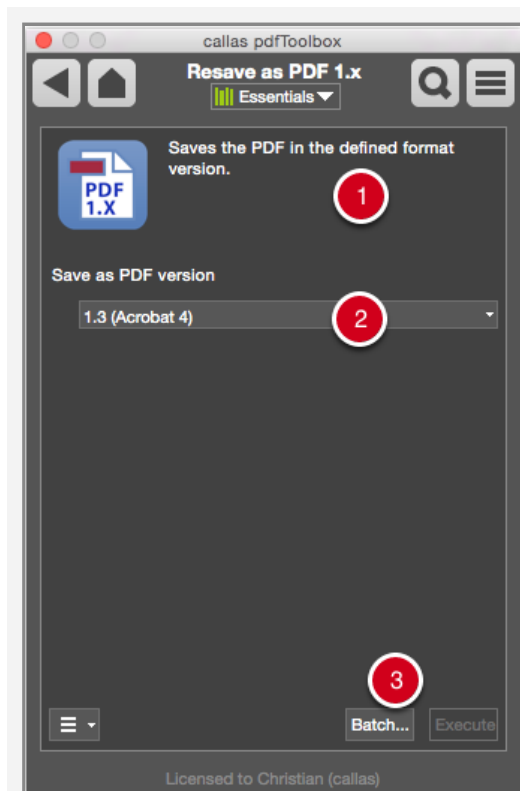 callas pdfToolbox
Resave as PDF 1.x
Essentials
Saves the PDF in the defined format
version.
1
PDF
1.X
Save as PDF version
1.3 (Acrobat 4)
2
3
Batch...
Execute
Licensed to Christian (callas)